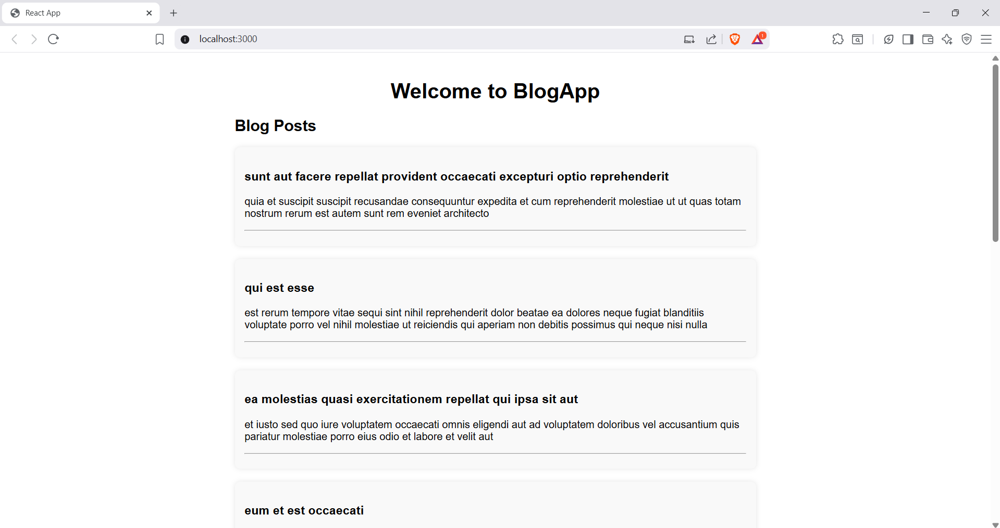 React App
localhost:3000
1
Welcome to BlogApp
Blog Posts
sunt aut facere repellat provident occaecati excepturi optio reprehenderit
quia et suscipit suscipit recusandae consequuntur expedita et cum reprehenderit molestiae ut ut quas totam
nostrum rerum est autem sunt rem eveniet architecto
qui est esse
est rerum tempore vitae sequi sint nihil reprehenderit dolor beatae ea dolores neque fugiat blanditiis
voluptate porro vel nihil molestiae ut reiciendis qui aperiam non debitis possimus qui neque nisi nulla
ea molestias quasi exercitationem repellat qui ipsa sit aut
et iusto sed quo iure voluptatem occaecati omnis eligendi aut ad voluptatem doloribus vel accusantium quis
pariatur molestiae porro eius odio et labore et velit aut
eum et est occaecati